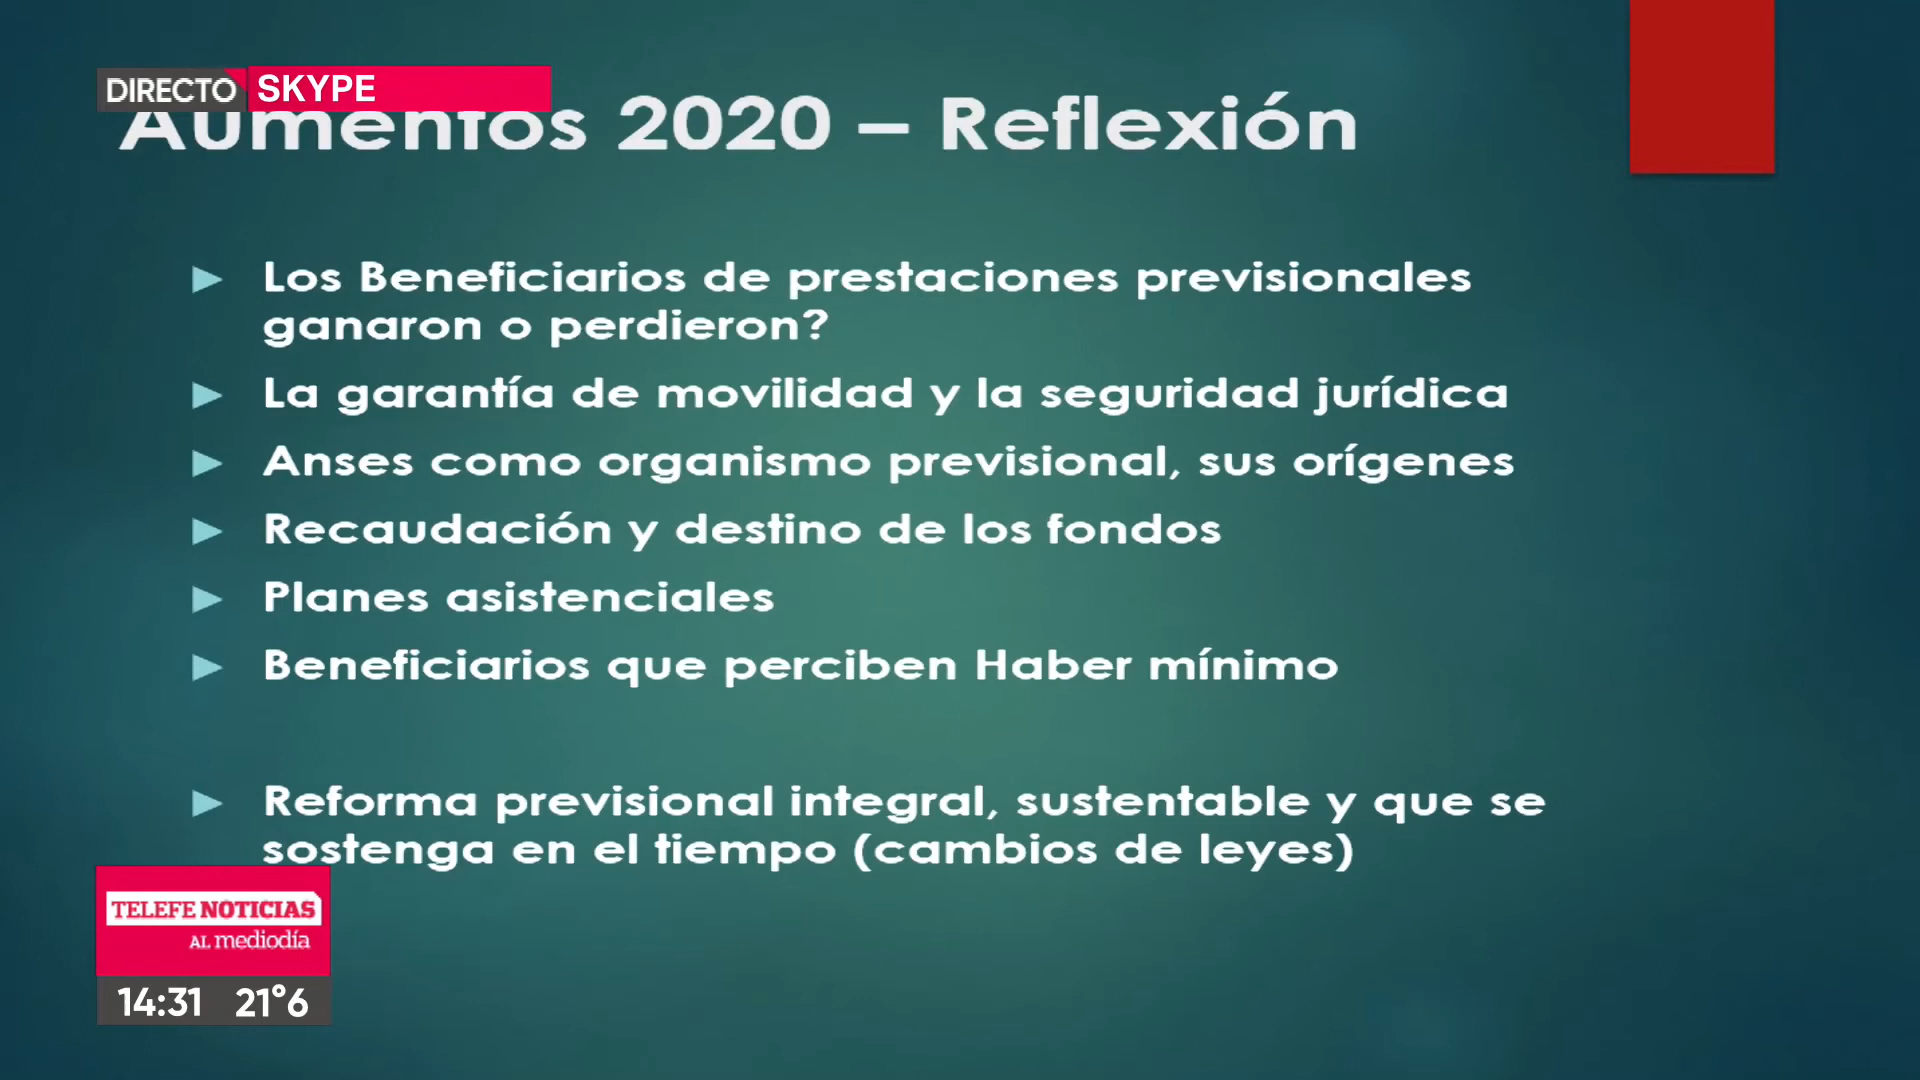 DIRECTO SKYPE
Aumentos 2020 – Reflexión
Los Beneficiarios de prestaciones previsionales
ganaron o perdieron?
La garantía de movilidad y la seguridad jurídica
Anses como organismo previsional, sus orígenes
Recaudación y destino de los fondos
Planes asistenciales
Beneficiarios que perciben Haber mínimo
Reforma previsional integral, sustentable y que se
sostenga en el tiempo (cambios de leyes)
TELEFE NOTICIAS
AL mediodía
14:31 21°6